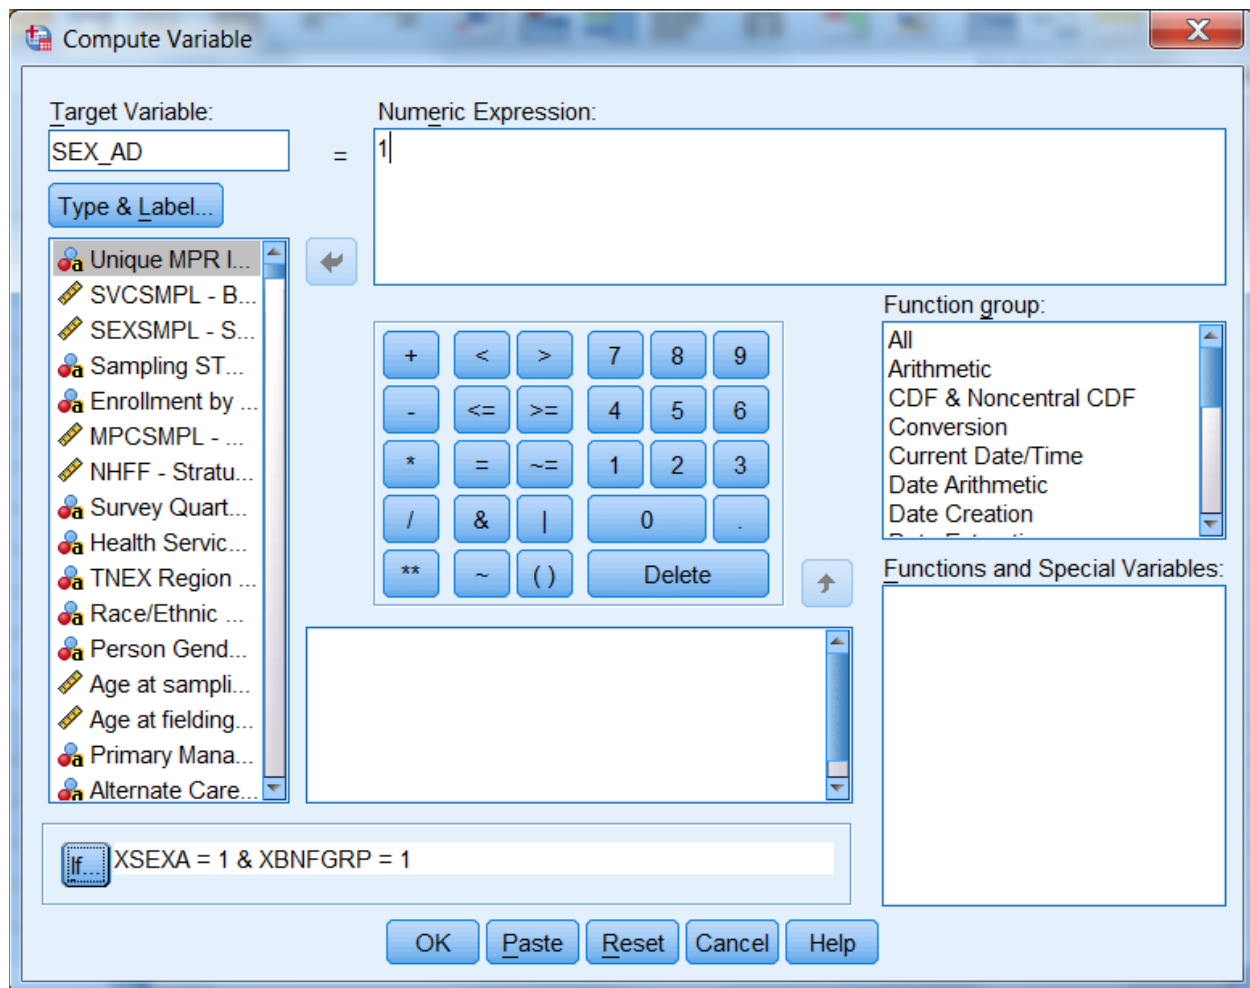 Compute Variable
X
Target Variable:
SEX_AD
=
Numeric Expression:
1
Type & Label...
Unique MPR I...
SVCSMPL - B...
SEXSMPL - S...
Sampling ST...
Enrollment by ...
MPCSMPL - ...
NHFF - Stratu...
Survey Quart...
Health Servic...
TNEX Region ...
Race/Ethnic ...
Person Gend...
Age at sampli...
Age at fielding...
Primary Mana...
Alternate Care...
+ < > 7 8 9
- <= >= 4 5 6
* = ~= 1 2 3
/ & | 0 .
** ~ ( ) Delete
Function group:
All
Arithmetic
CDF & Noncentral CDF
Conversion
Current Date/Time
Date Arithmetic
Date Creation
Functions and Special Variables:
If... XSEXA = 1 & XBNFGRP = 1
OK Paste Reset Cancel Help